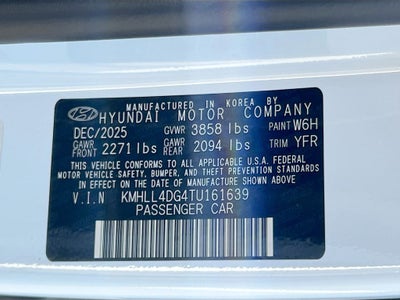 MANUFACTURED IN KOREA BY
HYUNDAI MOTOR COMPANY
DEC/2025 GVWR 3858 lbs PAINT W6H
GAWR FRONT 2271 lbs GAWR REAR 2094 lbs TRIM YFR
THIS VEHICLE CONFORMS TO ALL APPLICABLE U.S.A. FEDERAL
MOTOR VEHICLE SAFETY, BUMPER, AND THEFT PREVENTION
STANDARDS IN EFFECT ON THE DATE OF MANUFACTURE SHOWN ABOVE.
V.I.N KMHLL4DG4TU161639
PASSENGER CAR